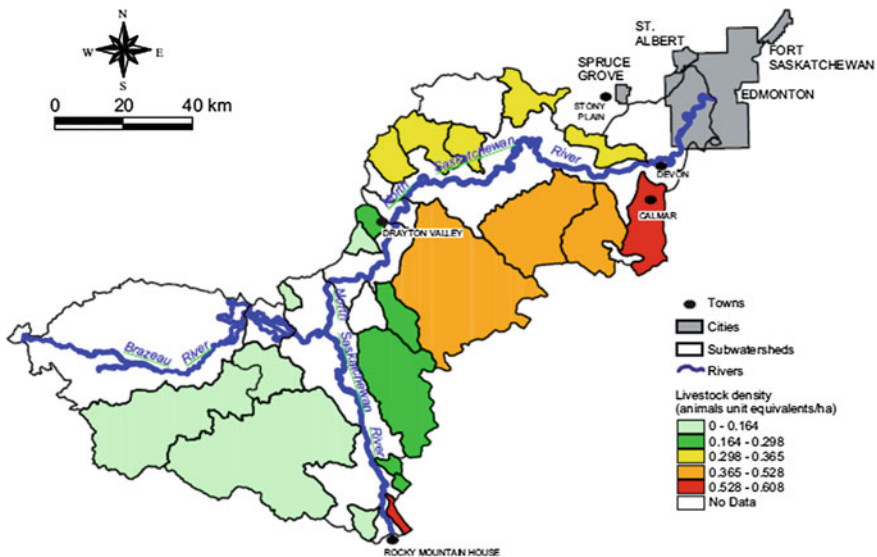 N
W E
S
0 20 40 km
ST.
ALBERT
FORT
SASKATCHEWAN
SPRUCE
GROVE
STONY
PLAIN
EDMONTON
North Saskatchewan River
DEVON
CALMAR
DRAYTON VALLEY
Brazeau River
North Saskatchewan River
ROCKY MOUNTAIN HOUSE
Towns
Cities
Subwatersheds
Rivers
Livestock density
(animals unit equivalents/ha)
0 - 0.164
0.164 - 0.298
0.298 - 0.365
0.365 - 0.528
0.528 - 0.608
No Data